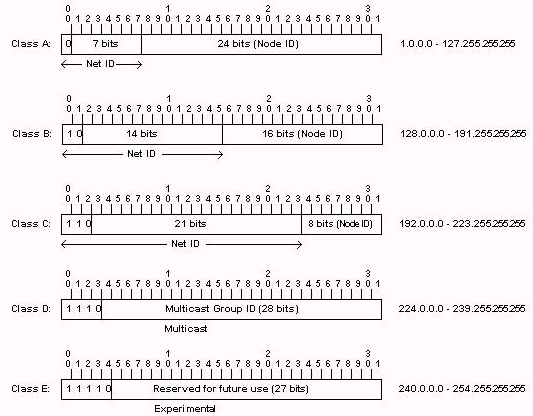 0 1 2 3
0 1 2 3 4 5 6 7 8 9 0 1 2 3 4 5 6 7 8 9 0 1 2 3 4 5 6 7 8 9 0 1
Class A: 0 7 bits 24 bits (Node ID) 1.0.0.0 - 127.255.255.255
Net ID
0 1 2 3
0 1 2 3 4 5 6 7 8 9 0 1 2 3 4 5 6 7 8 9 0 1 2 3 4 5 6 7 8 9 0 1
Class B: 1 0 14 bits 16 bits (Node ID) 128.0.0.0 - 191.255.255.255
Net ID
0 1 2 3
0 1 2 3 4 5 6 7 8 9 0 1 2 3 4 5 6 7 8 9 0 1 2 3 4 5 6 7 8 9 0 1
Class C: 1 1 0 21 bits 8 bits (Node ID) 192.0.0.0 - 223.255.255.255
Net ID
0 1 2 3
0 1 2 3 4 5 6 7 8 9 0 1 2 3 4 5 6 7 8 9 0 1 2 3 4 5 6 7 8 9 0 1
Class D: 1 1 1 0 Multicast Group ID (28 bits) 224.0.0.0 - 239.255.255.255
Multicast
0 1 2 3
0 1 2 3 4 5 6 7 8 9 0 1 2 3 4 5 6 7 8 9 0 1 2 3 4 5 6 7 8 9 0 1
Class E: 1 1 1 1 0 Reserved for future use (27 bits) 240.0.0.0 - 254.255.255.255
Experimental